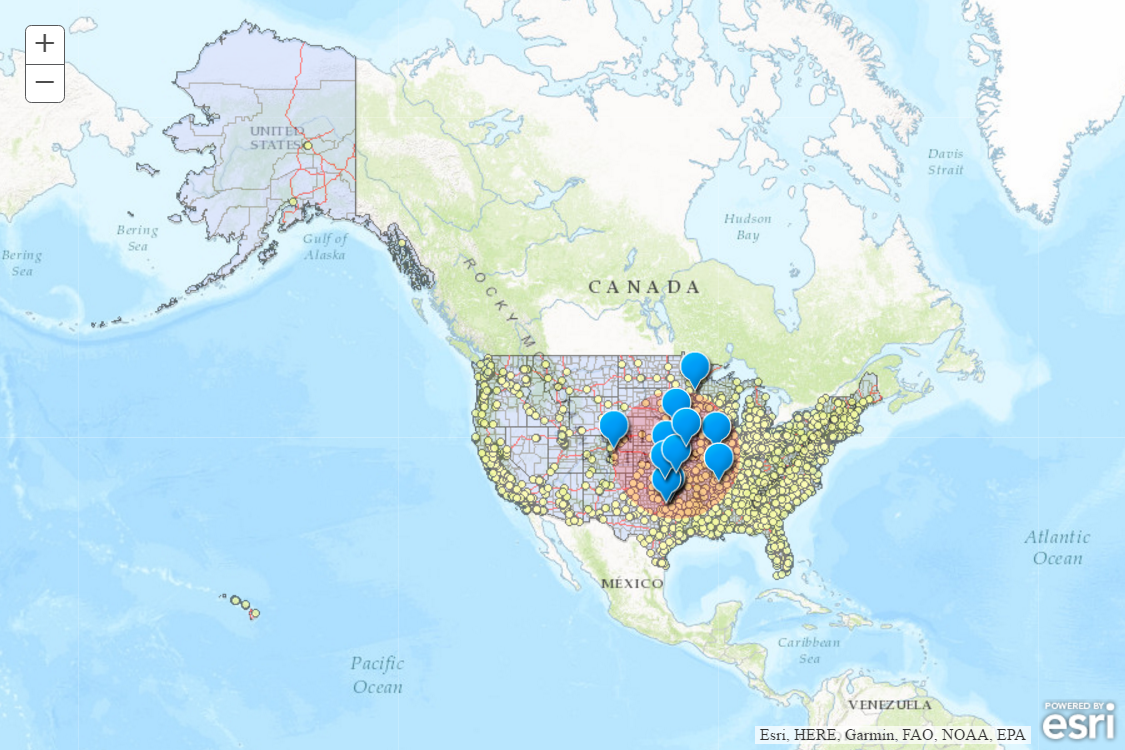 +
−
UNITED
STATES
Davis
Strait
Bering
Sea
Gulf of
Alaska
Bering
Sea
Hudson
Bay
CANADA
ROCKY
MÉXICO
Atlantic
Ocean
Pacific
Ocean
Caribbean
Sea
VENEZUELA
POWERED BY
esri
Esri, HERE, Garmin, FAO, NOAA, EPA